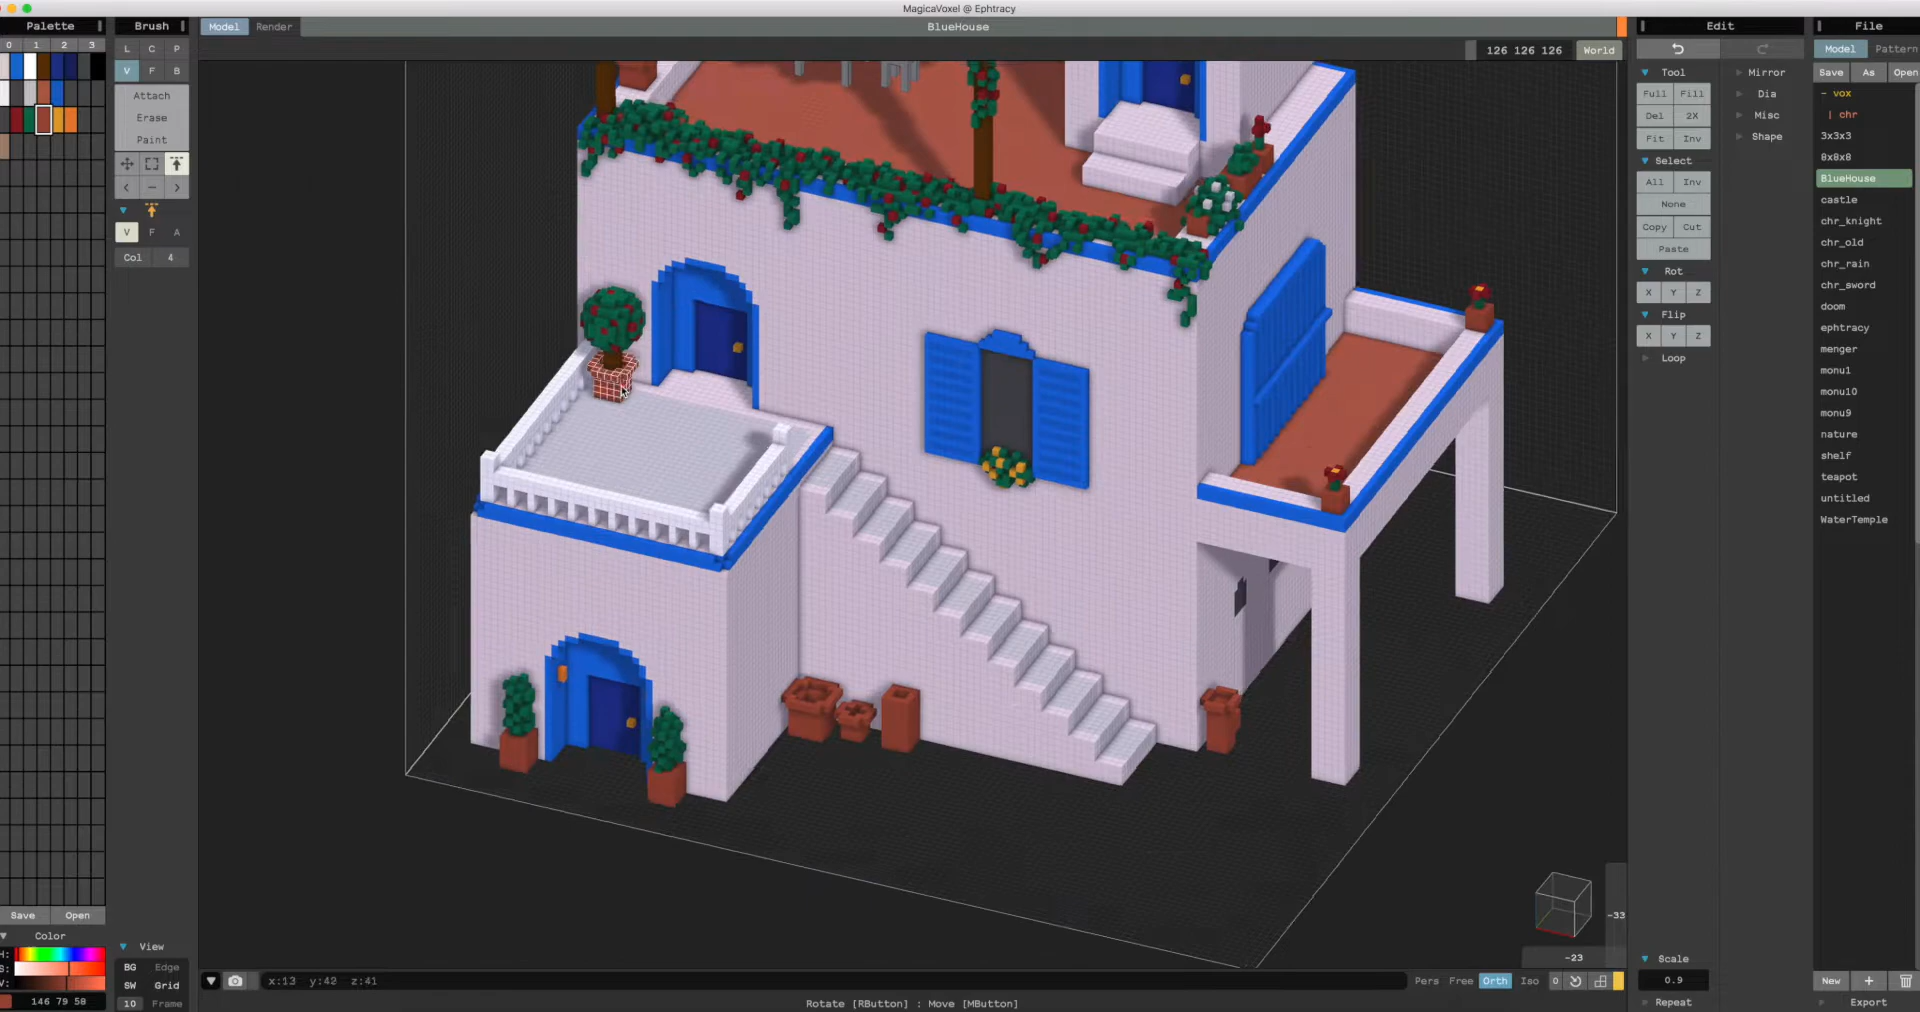 MagicaVoxel @ Ephtracy
Palette
0 1 2 3
Save Open
Color
H:
S:
V:
146 79 58
Brush
L C P
V F B
Attach
Erase
Paint
V F A
Col 4
View
BG Edge
SW Grid
10 Frame
Model Render
BlueHouse
126 126 126 World
-33
-23
x:13 y:42 z:41
Pers Free Orth Iso 0
Rotate [RButton] : Move [MButton]
Edit
Tool
Full Fill
Del 2X
Fit Inv
Select
All Inv
None
Copy Cut
Paste
Rot
X Y Z
Flip
X Y Z
Loop
Mirror
Dia
Misc
Shape
Scale
0.9
Repeat
File
Model Pattern
Save As Open
- vox
| chr
3x3x3
8x8x8
BlueHouse
castle
chr_knight
chr_old
chr_rain
chr_sword
doom
ephtracy
menger
monu1
monu10
monu9
nature
shelf
teapot
untitled
WaterTemple
New +
Export